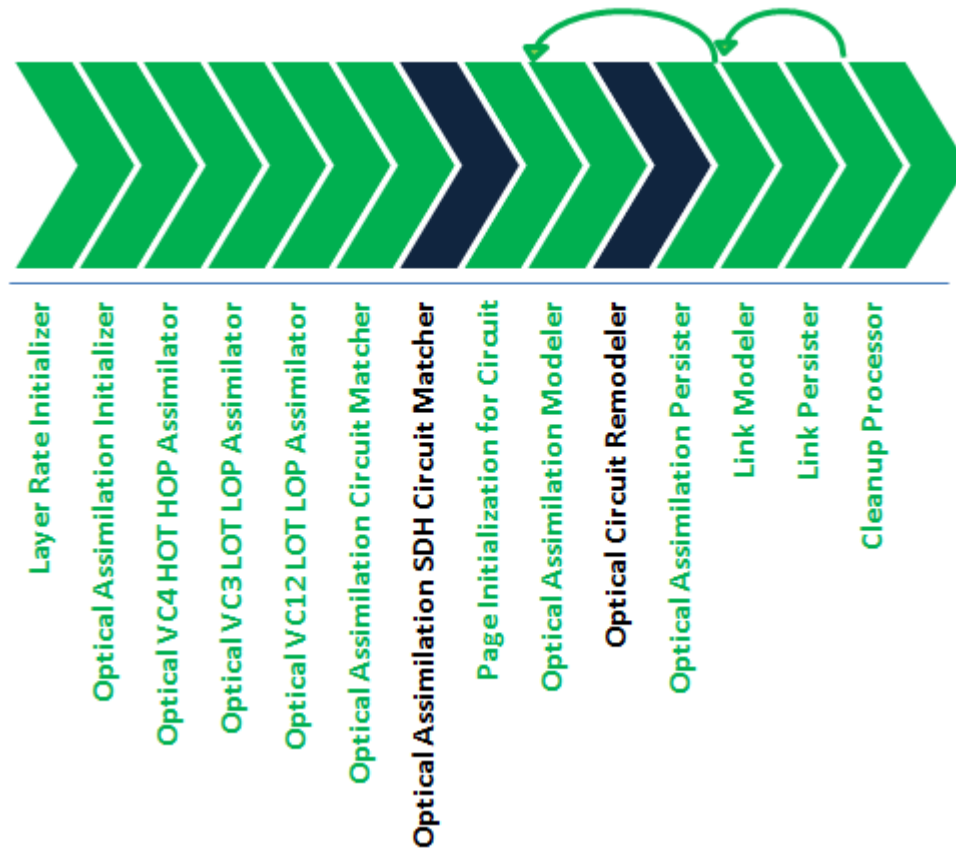 Layer Rate Initializer
Optical Assimilation Initializer
Optical VC4 HOT HOP Assimilator
Optical VC3 LOT LOP Assimilator
Optical VC12 LOT LOP Assimilator
Optical Assimilation Circuit Matcher
Optical Assimilation SDH Circuit Matcher
Page Initialization for Circuit
Optical Assimilation Modeler
Optical Circuit Remodeler
Optical Assimilation Persister
Link Modeler
Link Persister
Cleanup Processor